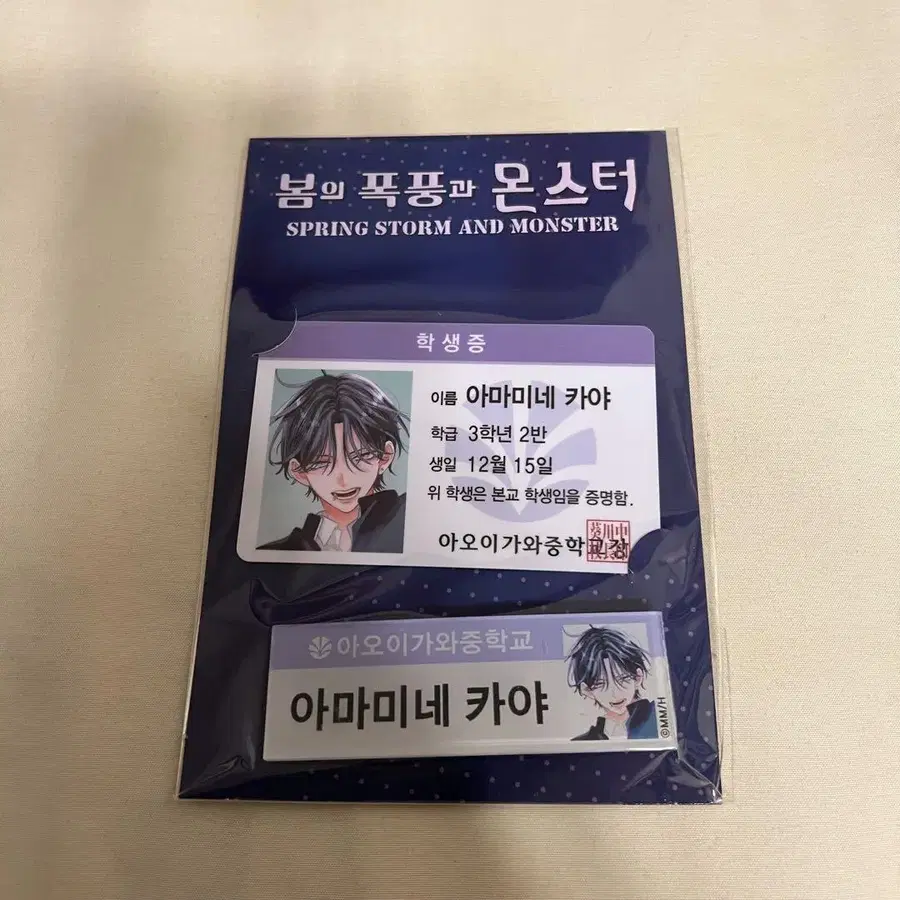 봄의 폭풍과 몬스터
SPRING STORM AND MONSTER
학생증
이름 아마미네 카야
학급 3학년 2반
생일 12월 15일
위 학생은 본교 학생임을 증명함.
아오이가와중학교장
아오이가와중학교
아마미네 카야
©MM/H